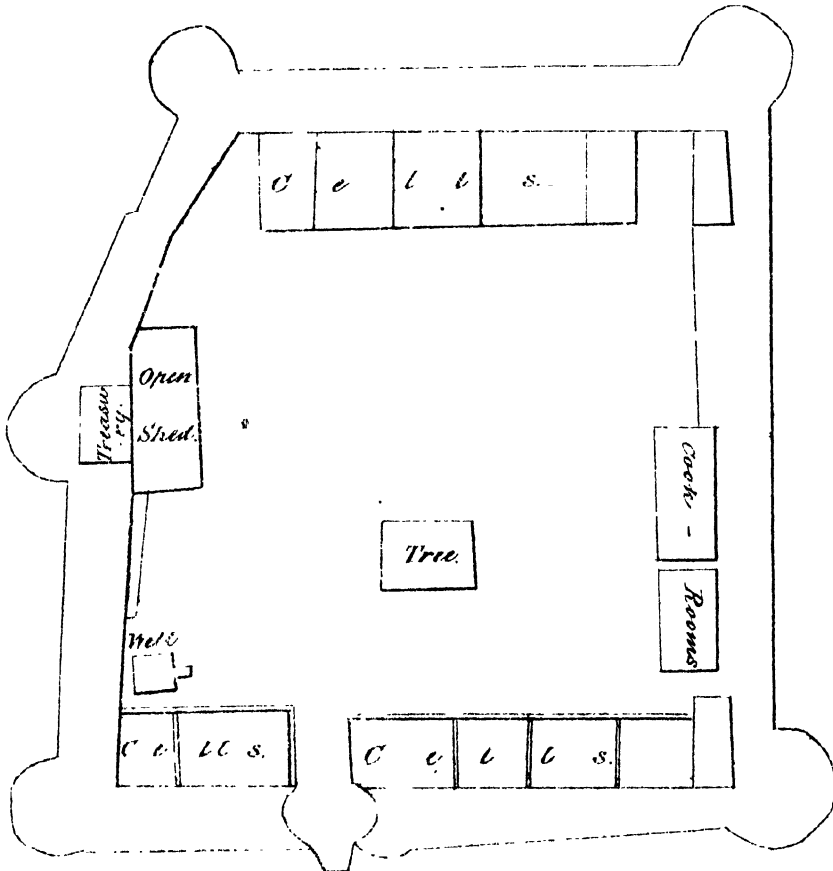 Cells.
Open
Shed.
Treasu
ry.
Cook -
Rooms
Tree.
Well
Cells.
Cells.